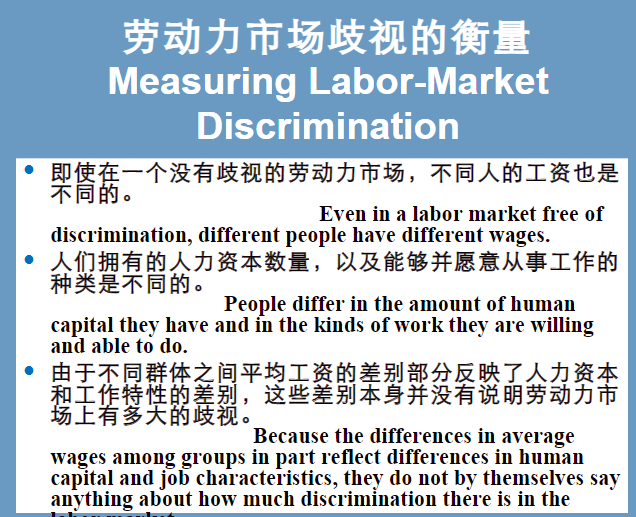 劳动力市场歧视的衡量
Measuring Labor-Market
Discrimination
即使在一个没有歧视的劳动力市场，不同人的工资也是
不同的。
Even in a labor market free of
discrimination, different people have different wages.
人们拥有的人力资本数量，以及能够并愿意从事工作的
种类是不同的。
People differ in the amount of human
capital they have and in the kinds of work they are willing
and able to do.
由于不同群体之间平均工资的差别部分反映了人力资本
和工作特性的差别，这些差别本身并没有说明劳动力市
场上有多大的歧视。
Because the differences in average
wages among groups in part reflect differences in human
capital and job characteristics, they do not by themselves say
anything about how much discrimination there is in the
labor market